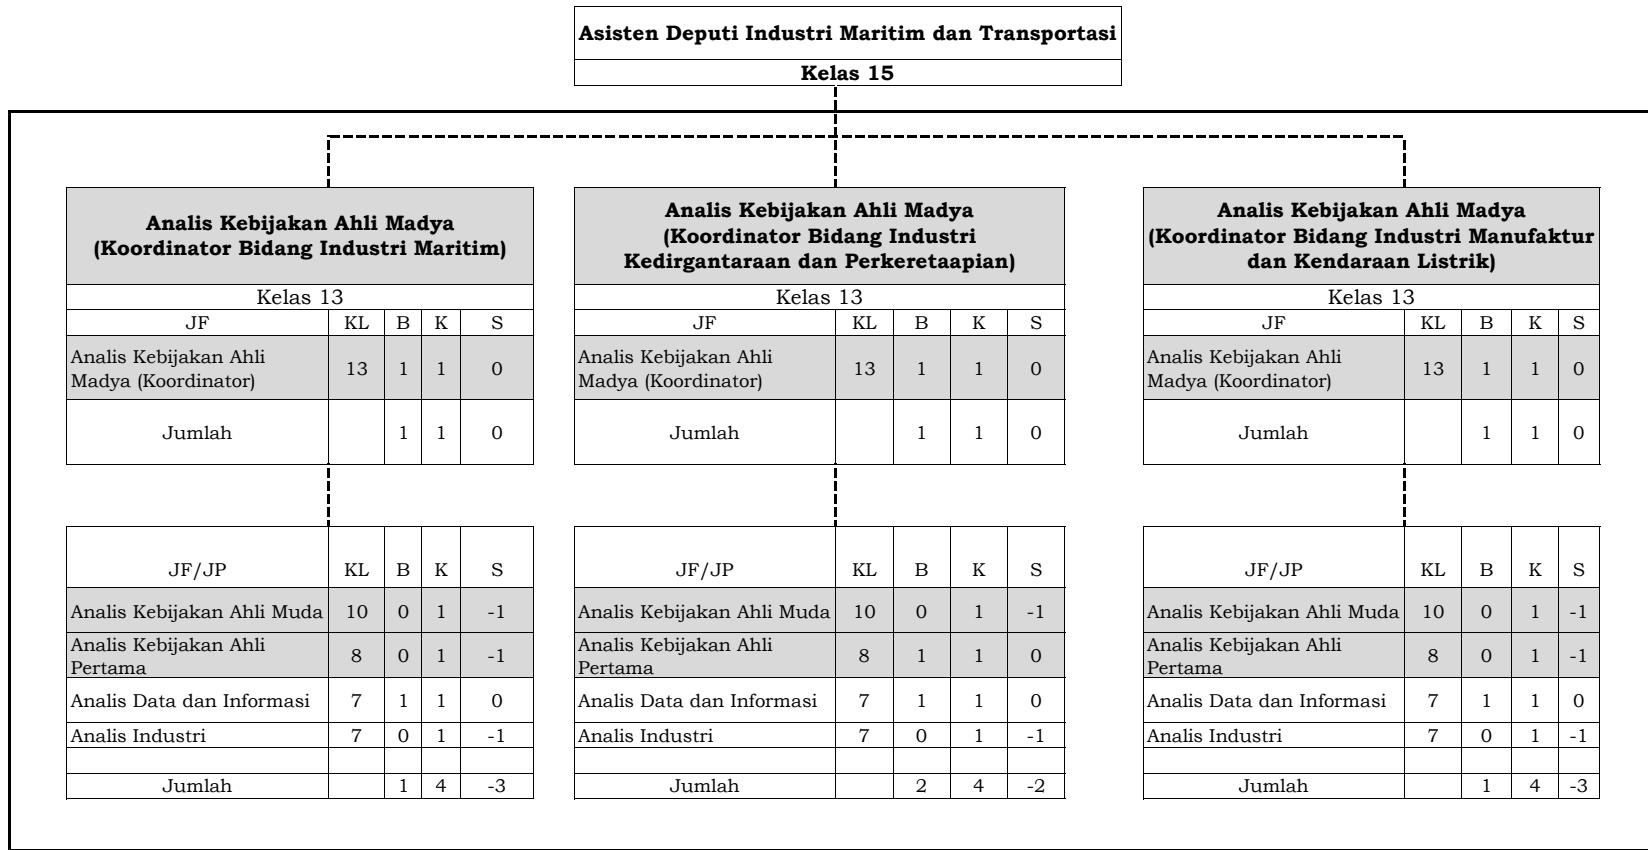 Asisten Deputi Industri Maritim dan Transportasi
Kelas 15
Analis Kebijakan Ahli Madya
(Koordinator Bidang Industri Maritim)
Kelas 13
JF KL B K S
Analis Kebijakan Ahli
Madya (Koordinator) 13 1 1 0
Jumlah 1 1 0
JF/JP KL B K S
Analis Kebijakan Ahli Muda 10 0 1 -1
Analis Kebijakan Ahli
Pertama 8 0 1 -1
Analis Data dan Informasi 7 1 1 0
Analis Industri 7 0 1 -1
Jumlah 1 4 -3
Analis Kebijakan Ahli Madya
(Koordinator Bidang Industri
Kedirgantaraan dan Perkeretaapian)
Kelas 13
JF KL B K S
Analis Kebijakan Ahli
Madya (Koordinator) 13 1 1 0
Jumlah 1 1 0
JF/JP KL B K S
Analis Kebijakan Ahli Muda 10 0 1 -1
Analis Kebijakan Ahli
Pertama 8 1 1 0
Analis Data dan Informasi 7 1 1 0
Analis Industri 7 0 1 -1
Jumlah 2 4 -2
Analis Kebijakan Ahli Madya
(Koordinator Bidang Industri Manufaktur
dan Kendaraan Listrik)
Kelas 13
JF KL B K S
Analis Kebijakan Ahli
Madya (Koordinator) 13 1 1 0
Jumlah 1 1 0
JF/JP KL B K S
Analis Kebijakan Ahli Muda 10 0 1 -1
Analis Kebijakan Ahli
Pertama 8 0 1 -1
Analis Data dan Informasi 7 1 1 0
Analis Industri 7 0 1 -1
Jumlah 1 4 -3